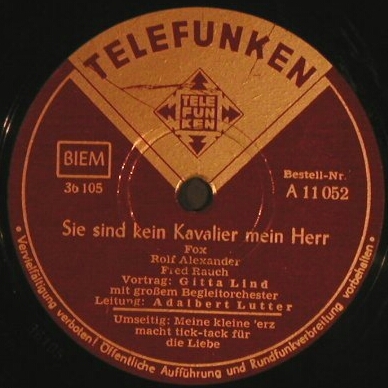 TELEFUNKEN
TELE
FUN
KEN
BIEM
36 105
Bestell-Nr.
A 11 052
Sie sind kein Kavalier mein Herr
Fox
Rolf Alexander
Fred Rauch
Vortrag: Gitta Lind
mit großem Begleitorchester
Leitung: Adalbert Lutter
Umseitig: Meine kleine 'erz
macht tick-tack für
die Liebe
• Vervielfältigung verboten! Öffentliche Aufführung und Rundfunkverbreitung vorbehalten •